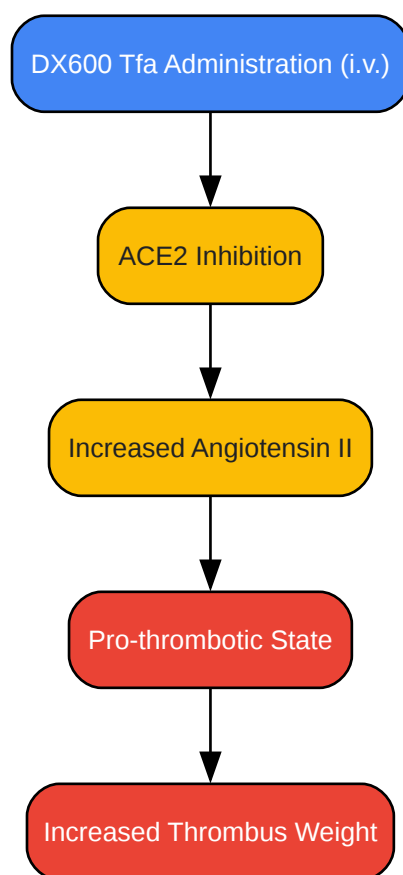 DX600 Tfa Administration (i.v.)
ACE2 Inhibition
Increased Angiotensin II
Pro-thrombotic State
Increased Thrombus Weight